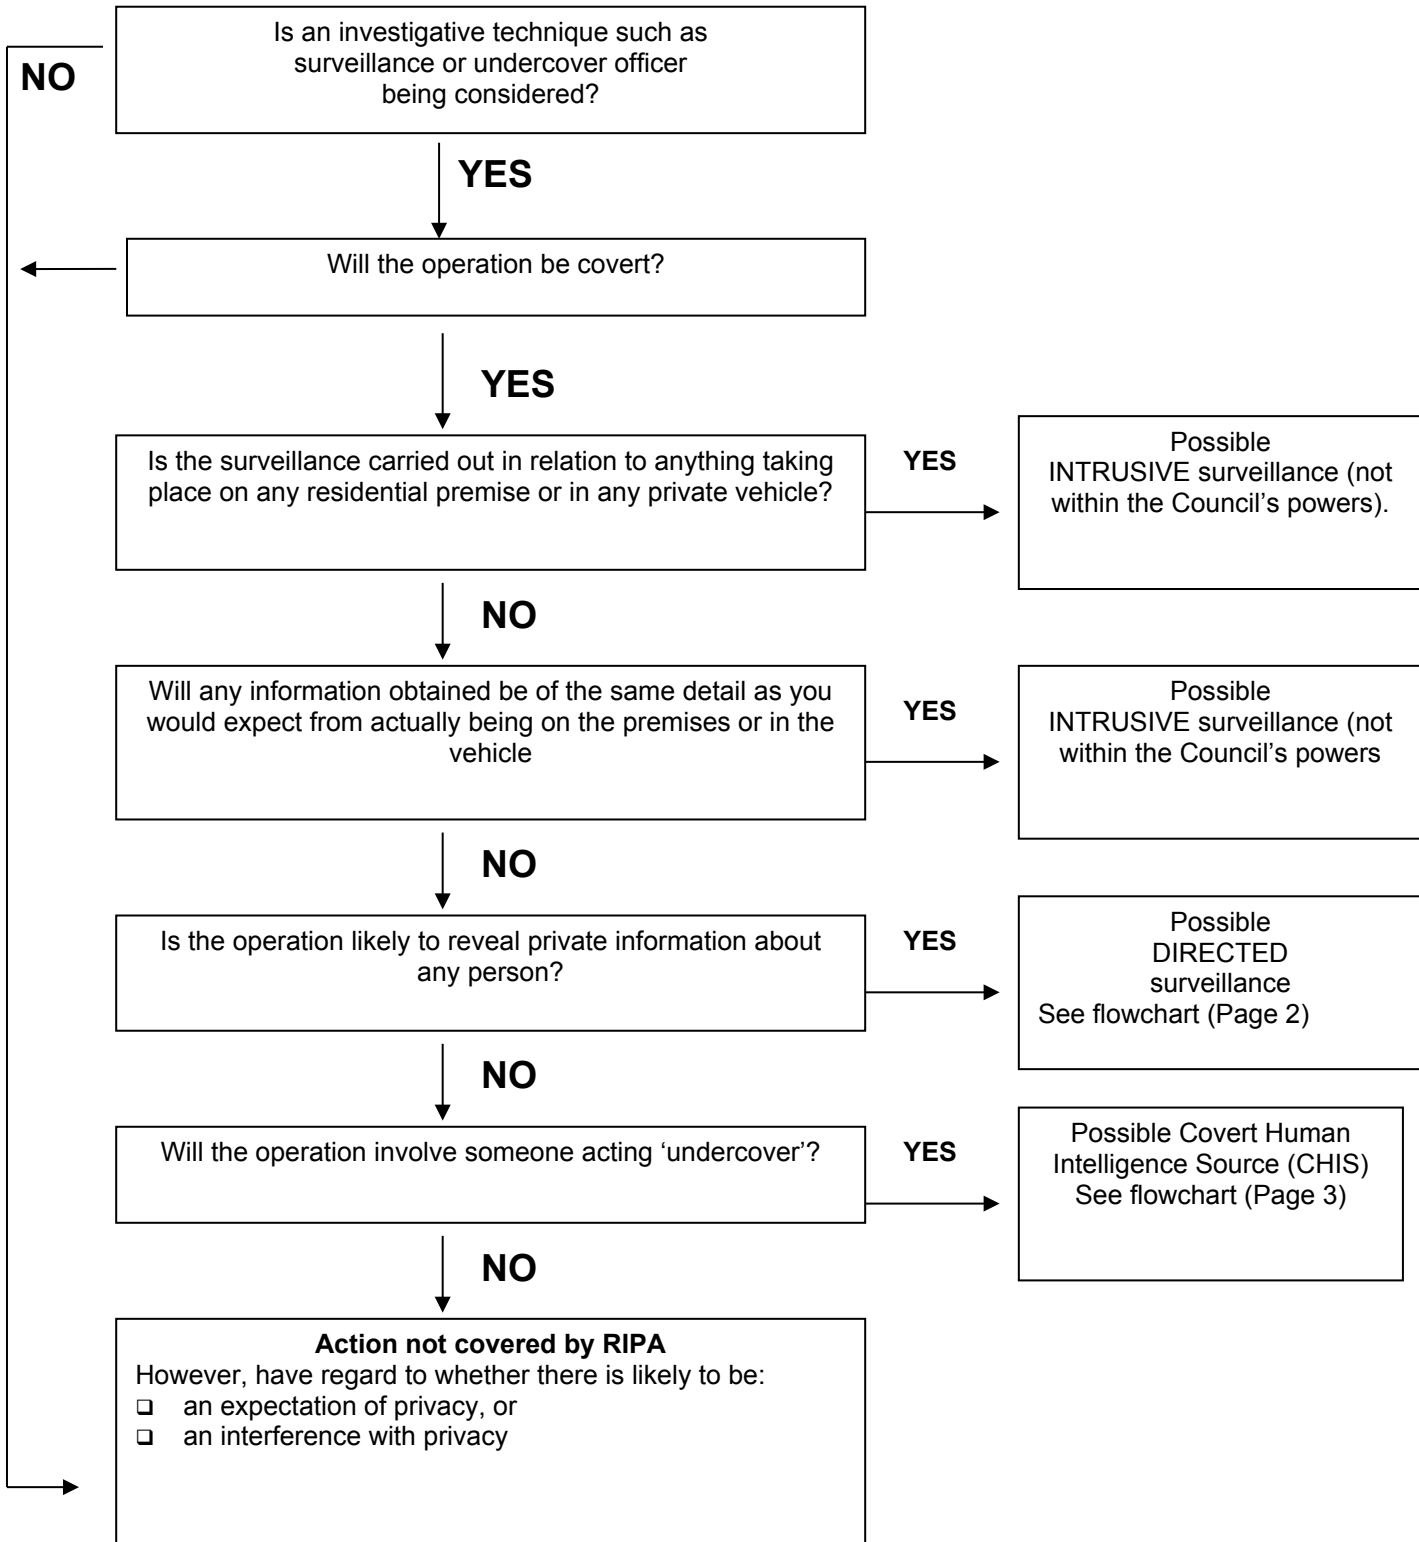 Is an investigative technique such as
surveillance or undercover officer
being considered?
NO
YES
Will the operation be covert?
YES
Is the surveillance carried out in relation to anything taking
place on any residential premise or in any private vehicle?
YES
Possible
INTRUSIVE surveillance (not
within the Council’s powers).
NO
Will any information obtained be of the same detail as you
would expect from actually being on the premises or in the
vehicle
YES
Possible
INTRUSIVE surveillance (not
within the Council’s powers
NO
Is the operation likely to reveal private information about
any person?
YES
Possible
DIRECTED
surveillance
See flowchart (Page 2)
NO
Will the operation involve someone acting ‘undercover’?
YES
Possible Covert Human
Intelligence Source (CHIS)
See flowchart (Page 3)
NO
Action not covered by RIPA
However, have regard to whether there is likely to be:
❑ an expectation of privacy, or
❑ an interference with privacy